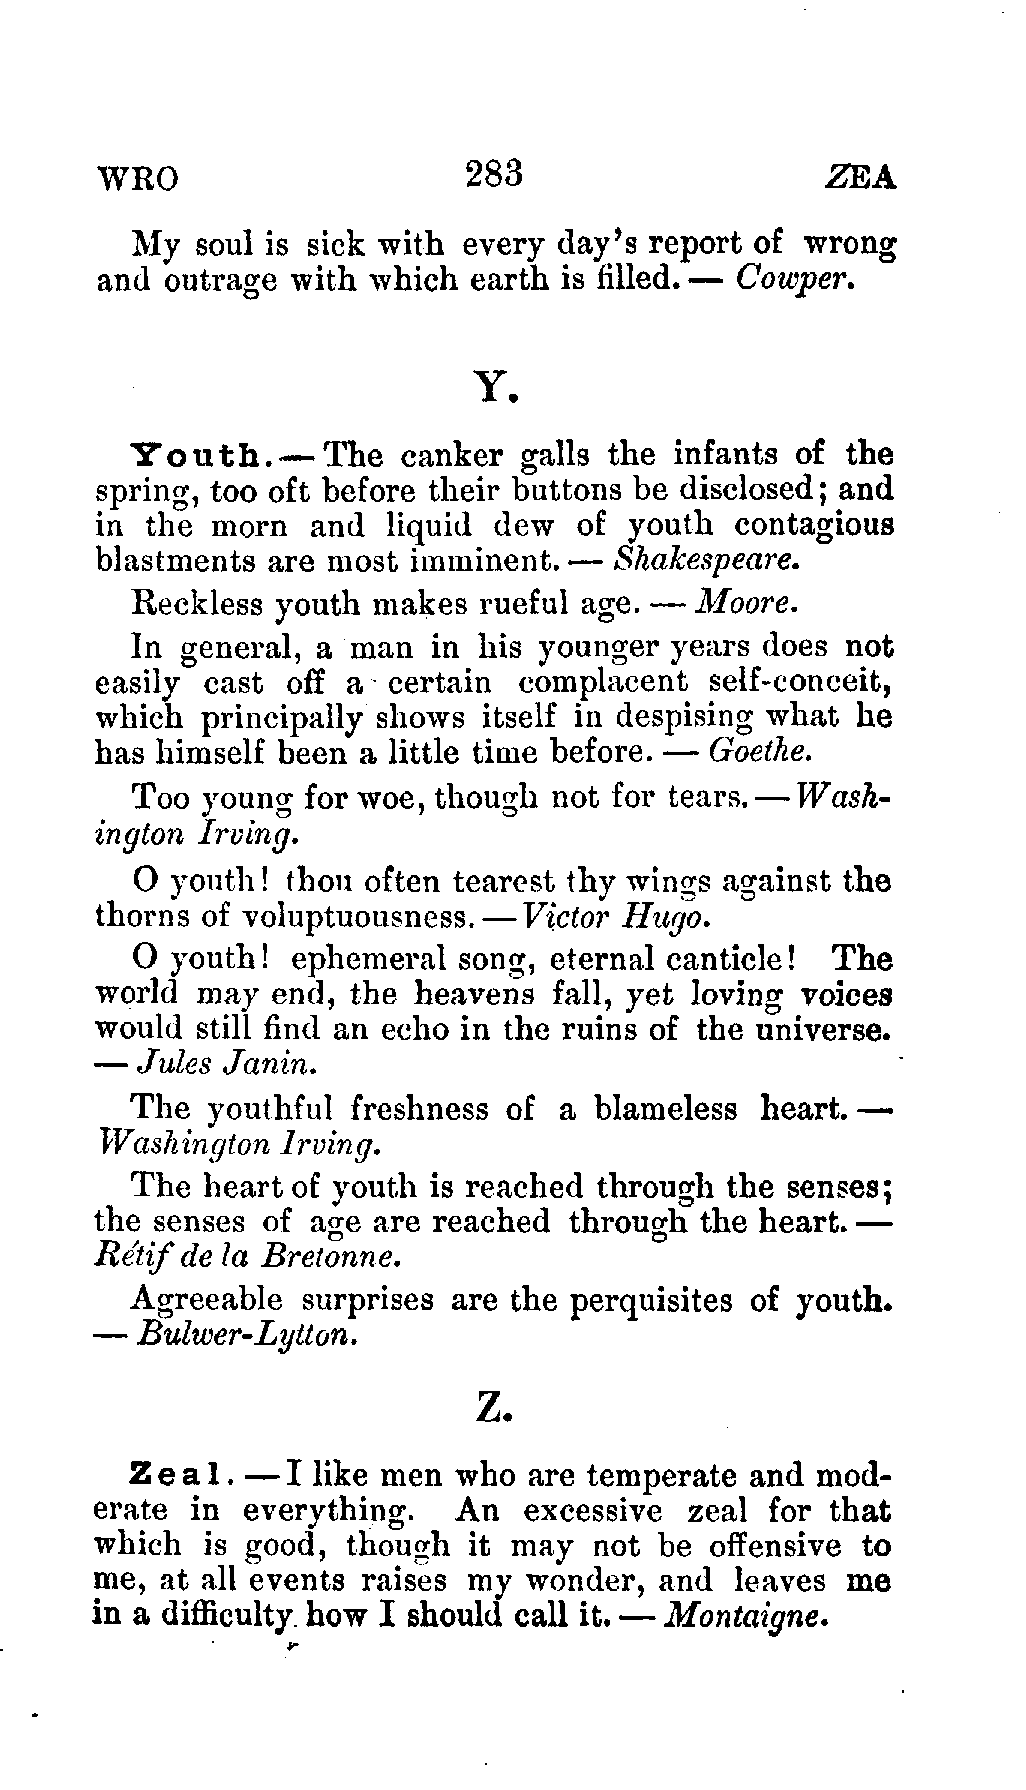 WRO 283 ZEA
My soul is sick with every day's report of wrong
and outrage with which earth is filled. — Cowper.
Y.
Youth. — The canker galls the infants of the
spring, too oft before their buttons be disclosed; and
in the morn and liquid dew of youth contagious
blastments are most imminent. — Shakespeare.
Reckless youth makes rueful age. — Moore.
In general, a man in his younger years does not
easily cast off a certain complacent self-conceit,
which principally shows itself in despising what he
has himself been a little time before. — Goethe.
Too young for woe, though not for tears. — Wash-
ington Irving.
O youth! thou often tearest thy wings against the
thorns of voluptuousness. — Victor Hugo.
O youth! ephemeral song, eternal canticle! The
world may end, the heavens fall, yet loving voices
would still find an echo in the ruins of the universe.
— Jules Janin.
The youthful freshness of a blameless heart. —
Washington Irving.
The heart of youth is reached through the senses;
the senses of age are reached through the heart. —
Rétif de la Bretonne.
Agreeable surprises are the perquisites of youth.
— Bulwer-Lytton.
Z.
Zeal. — I like men who are temperate and mod-
erate in everything. An excessive zeal for that
which is good, though it may not be offensive to
me, at all events raises my wonder, and leaves me
in a difficulty how I should call it. — Montaigne.